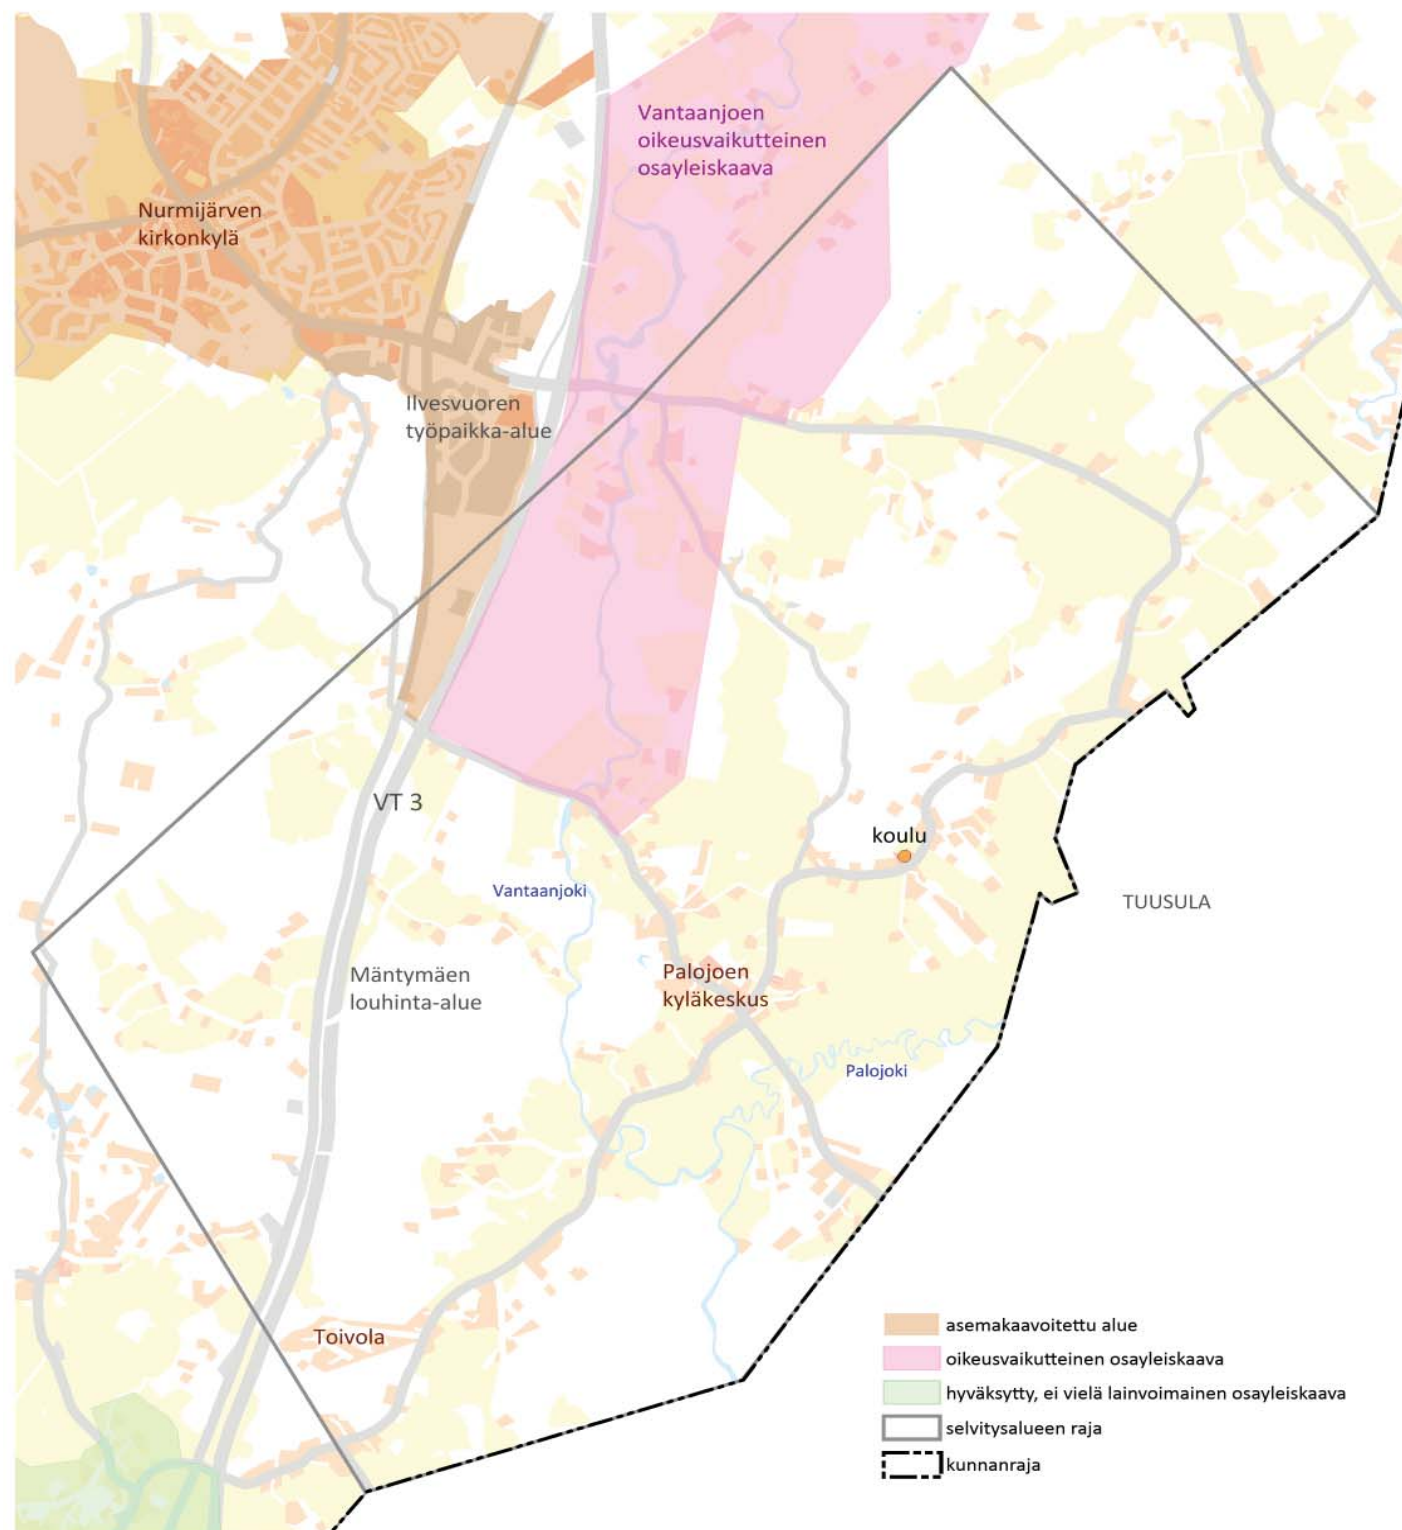 Vantaanjoen
oikeusvaikutteinen
osayleiskaava
Nurmijärven
kirkonkylä
Ilvesvuoren
työpaikka-alue
VT 3
koulu
Vantaanjoki
TUUSULA
Mäntymäen
louhinta-alue
Palojoen
kyläkeskus
Palojoki
Toivola
asemakaavoitettu alue
oikeusvaikutteinen osayleiskaava
hyväksytty, ei vielä lainvoimainen osayleiskaava
selvitysalueen raja
kunnanraja